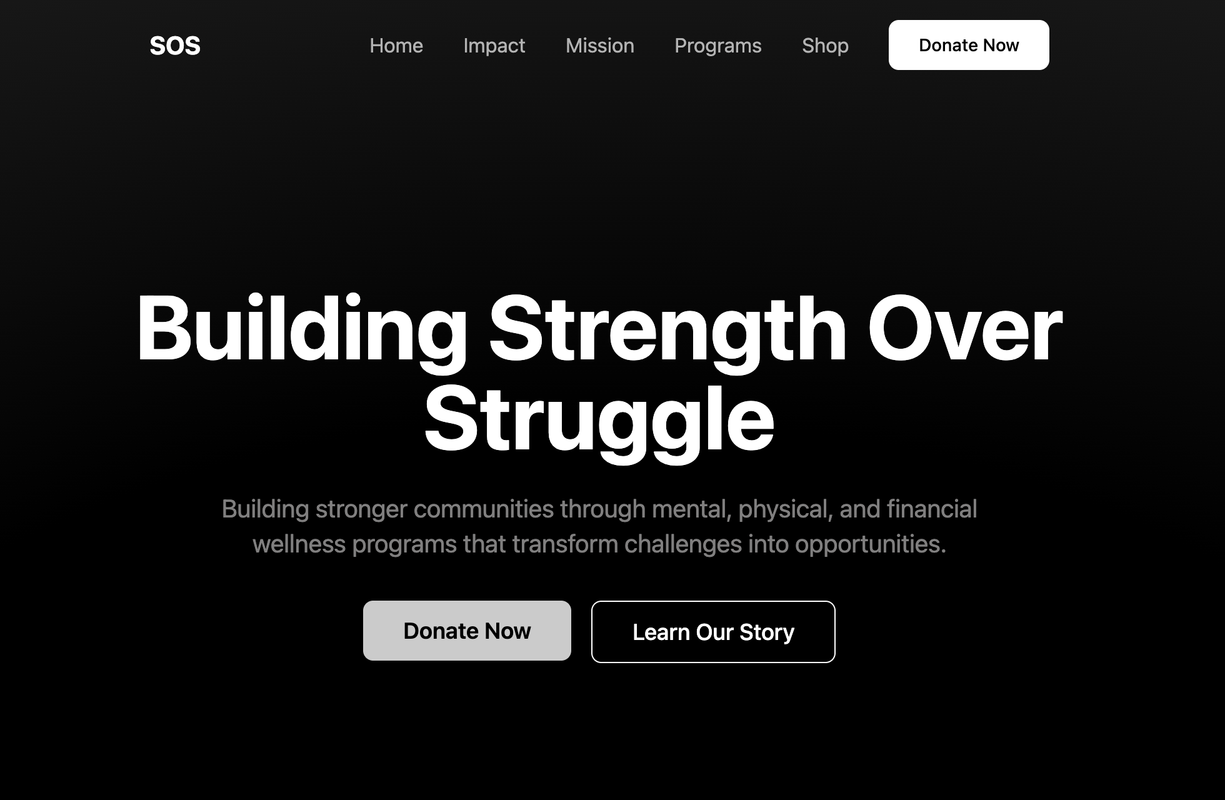 SOS
Home
Impact
Mission
Programs
Shop
Donate Now
Building Strength Over
Struggle
Building stronger communities through mental, physical, and financial
wellness programs that transform challenges into opportunities.
Donate Now
Learn Our Story